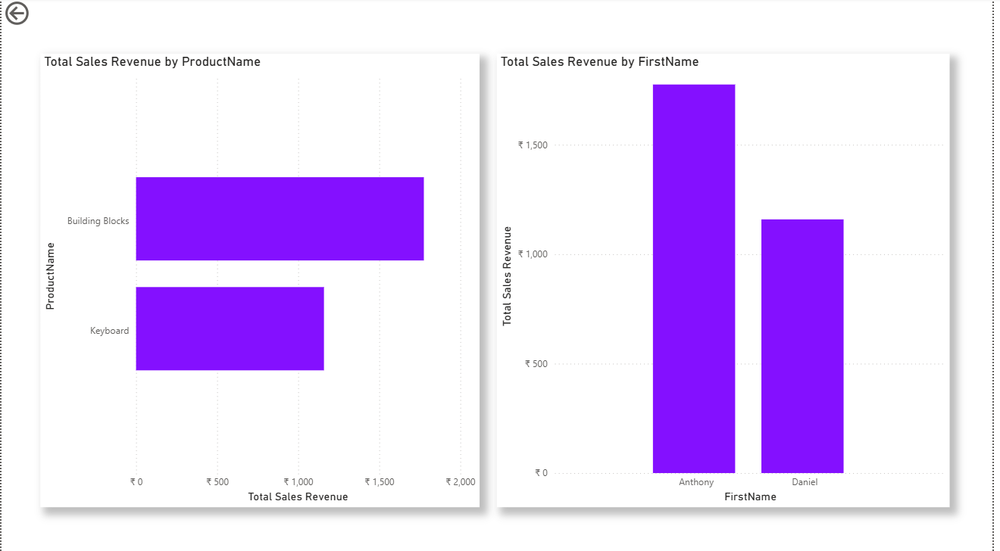 Total Sales Revenue by ProductName
ProductName
Building Blocks
Keyboard
₹ 0
₹ 500
₹ 1,000
₹ 1,500
₹ 2,000
Total Sales Revenue
Total Sales Revenue by FirstName
Total Sales Revenue
₹ 1,500
₹ 1,000
₹ 500
₹ 0
Anthony
Daniel
FirstName